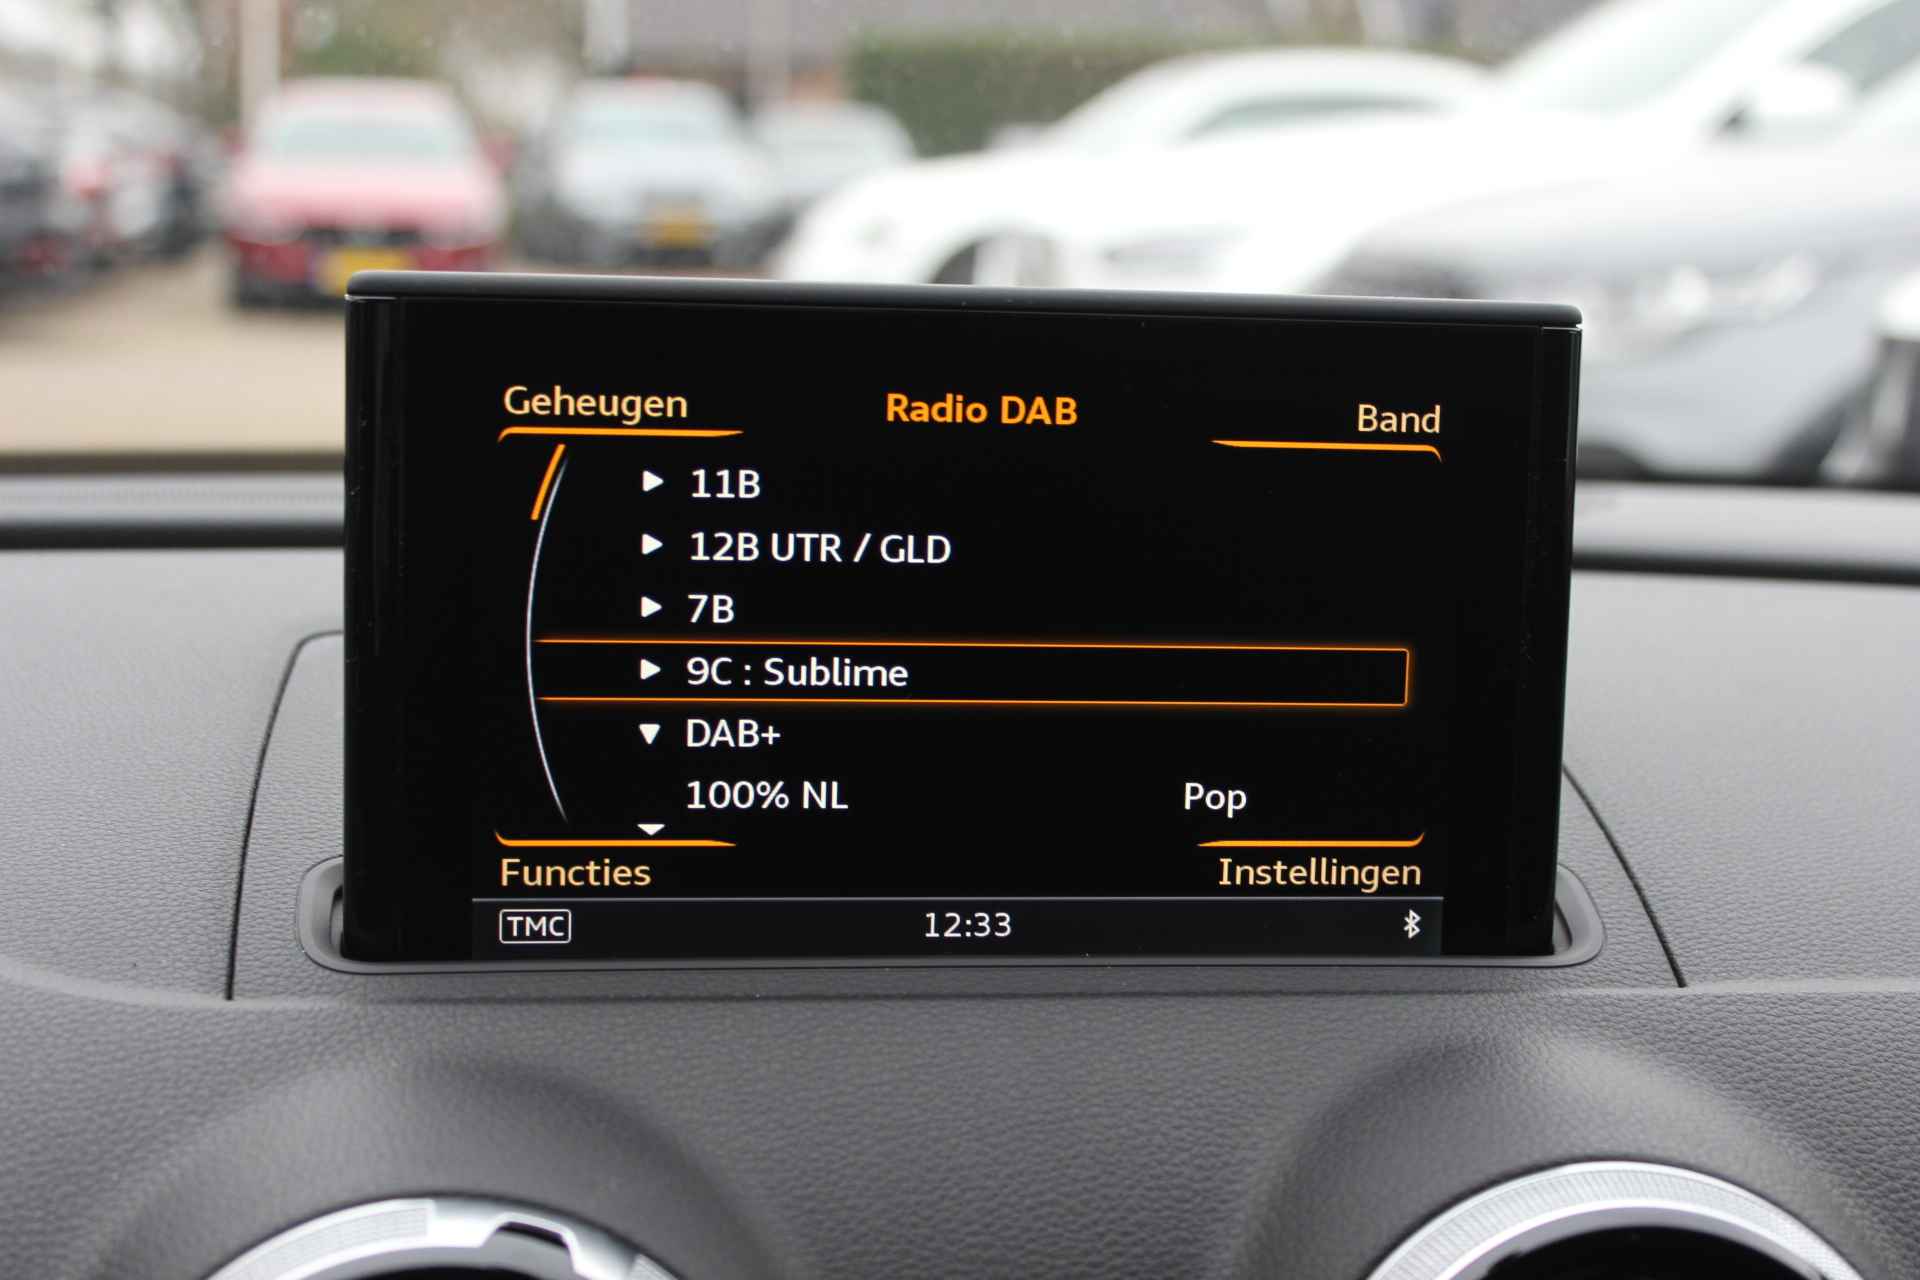 Geheugen Radio DAB Band
11B
12B UTR / GLD
7B
9C : Sublime
DAB+
100% NL Pop
Functies Instellingen
TMC 12:33